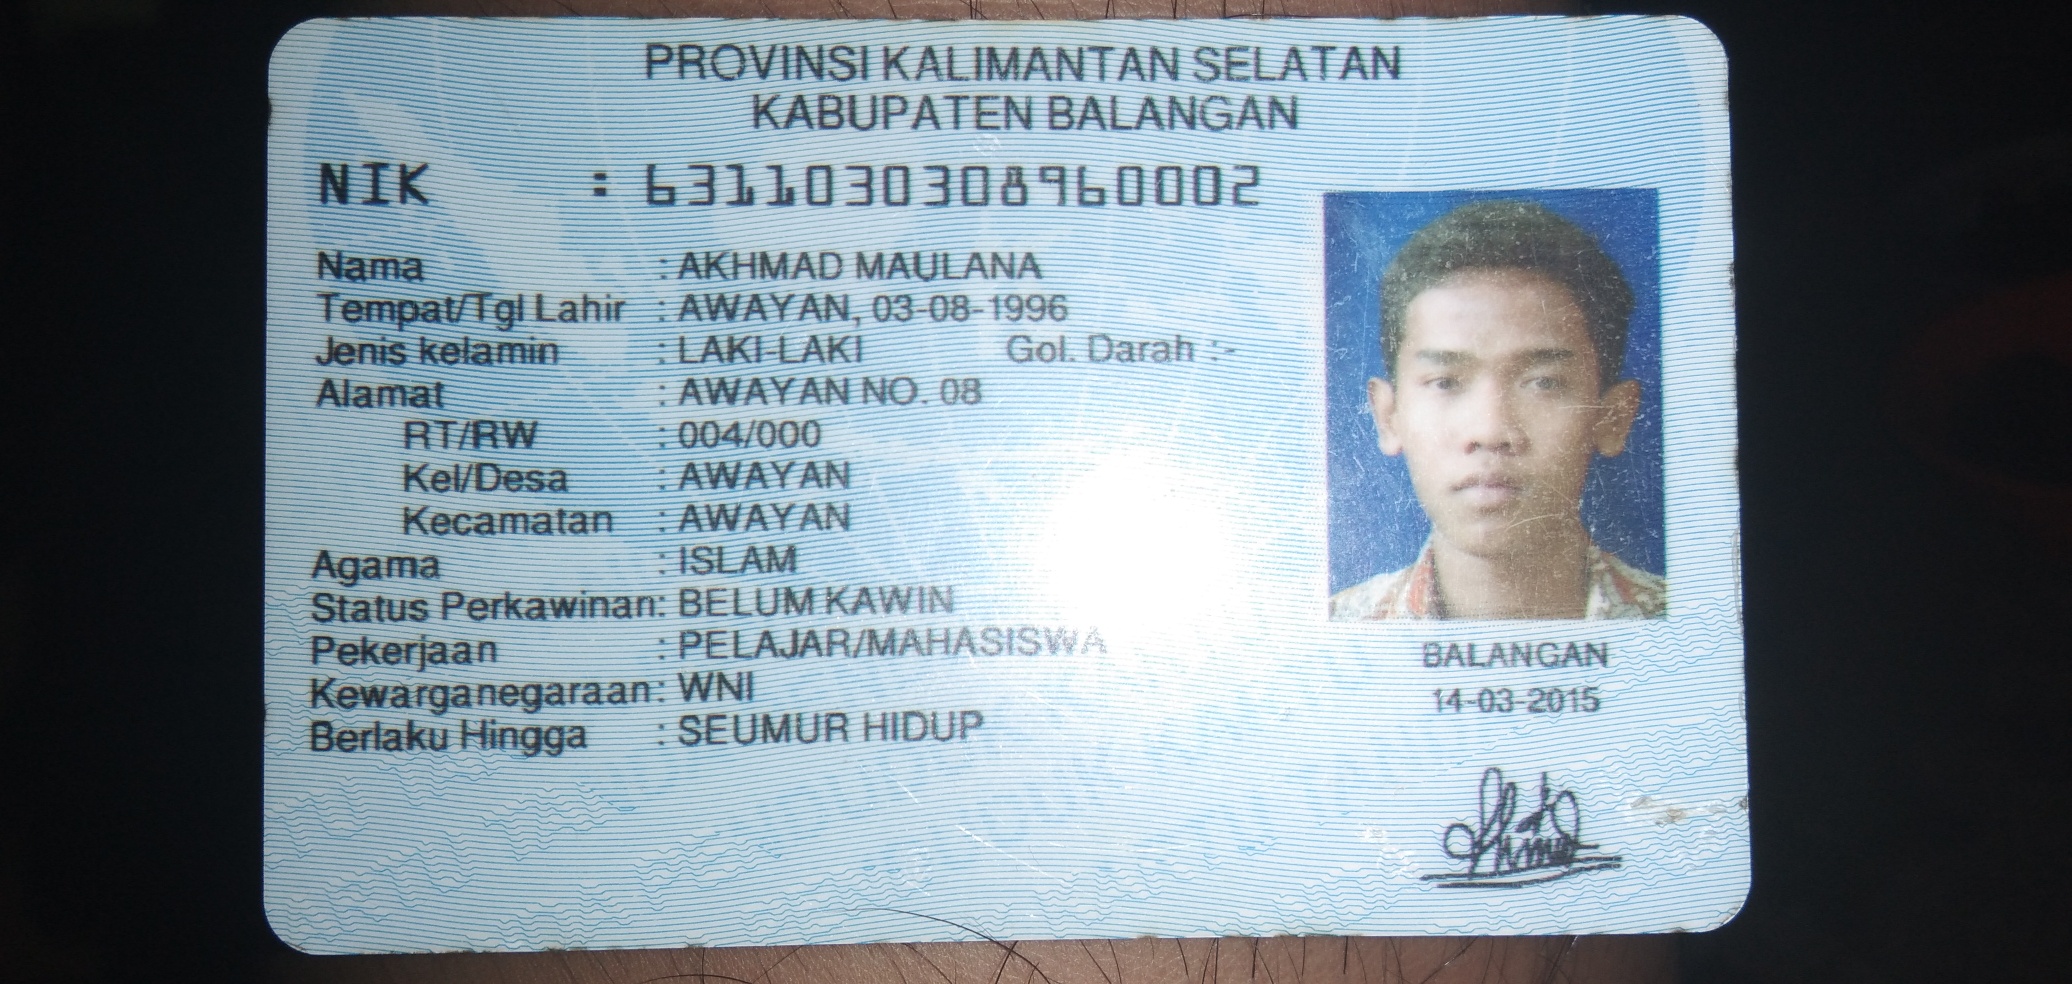 PROVINSI KALIMANTAN SELATAN
KABUPATEN BALANGAN
NIK : 6311030308960002
Nama : AKHMAD MAULANA
Tempat/Tgl Lahir : AWAYAN, 03-08-1996
Jenis kelamin : LAKI-LAKI Gol. Darah :-
Alamat : AWAYAN NO. 08
RT/RW : 004/000
Kel/Desa : AWAYAN
Kecamatan : AWAYAN
Agama : ISLAM
Status Perkawinan: BELUM KAWIN
Pekerjaan : PELAJAR/MAHASISWA
Kewarganegaraan: WNI
Berlaku Hingga : SEUMUR HIDUP
BALANGAN
14-03-2015